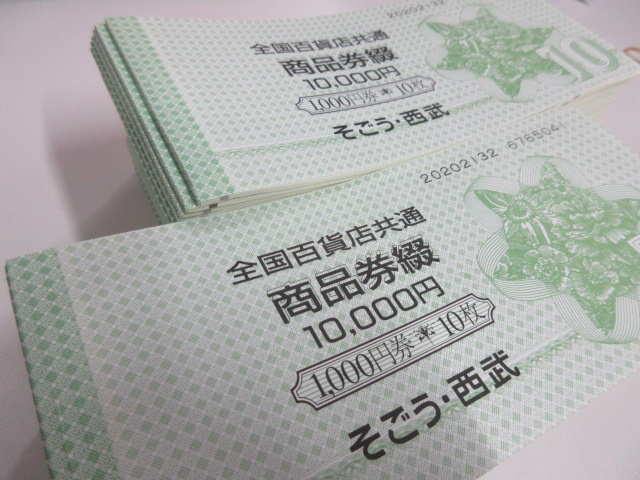 20202132
全国百貨店共通
商品券綴
10,000円
1,000円券＊10枚
10
そごう・西武
20202132 676504
全国百貨店共通
商品券綴
10,000円
1,000円券＊10枚
そごう・西武